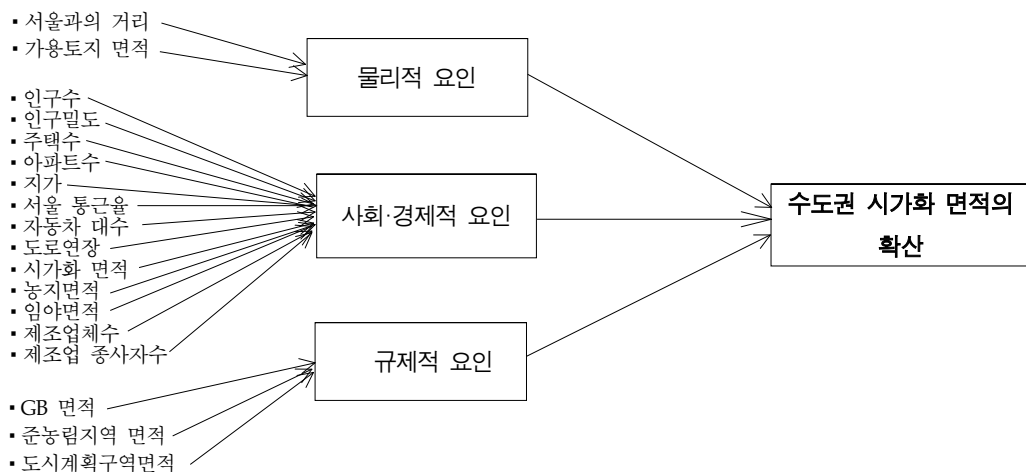 ▪ 서울과의 거리
▪ 가용토지 면적
물리적 요인
▪ 인구수
▪ 인구밀도
▪ 주택수
▪ 아파트수
▪ 지가
▪ 서울 통근율
▪ 자동차 대수
▪ 도로연장
▪ 시가화 면적
▪ 농지면적
▪ 임야면적
▪ 제조업체수
▪ 제조업 종사자수
사회·경제적 요인
수도권 시가화 면적의
확산
규제적 요인
▪ GB 면적
▪ 준농림지역 면적
▪ 도시계획구역면적